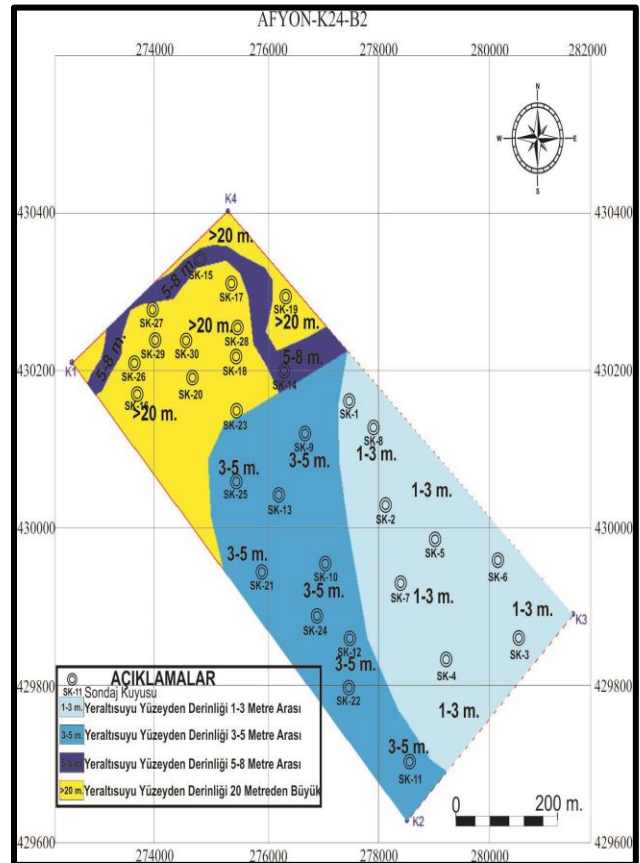 AFYON-K24-B2
274000 276000 278000 280000 282000
N
W E
S
K4
430400 430400
>20 m.
SK-15
5-8 m.
SK-17
SK-19
>20 m.
SK-27
>20 m.
SK-28
SK-29
SK-30
5-8 m.
SK-18
5-8 m.
SK-26
SK-14
430200 430200
K1
SK-20
SK-16
>20 m.
SK-23
SK-1
SK-8
1-3 m.
SK-9
3-5 m.
3-5 m.
SK-25
SK-13
1-3 m.
SK-2
430000 430000
SK-5
3-5 m.
SK-21
SK-10
3-5 m.
SK-6
SK-7
1-3 m.
1-3 m.
K3
SK-24
SK-12
3-5 m.
SK-3
SK-4
429800 429800
SK-22
1-3 m.
3-5 m.
SK-11
K2
AÇIKLAMALAR
SK-11 Sondaj Kuyusu
1-3 m. Yeraltısuyu Yüzeyden Derinliği 1-3 Metre Arası
3-5 m. Yeraltısuyu Yüzeyden Derinliği 3-5 Metre Arası
5-8 m. Yeraltısuyu Yüzeyden Derinliği 5-8 Metre Arası
>20 m. Yeraltısuyu Yüzeyden Derinliği 20 Metreden Büyük
0 200 m.
429600 429600
274000 276000 278000 280000